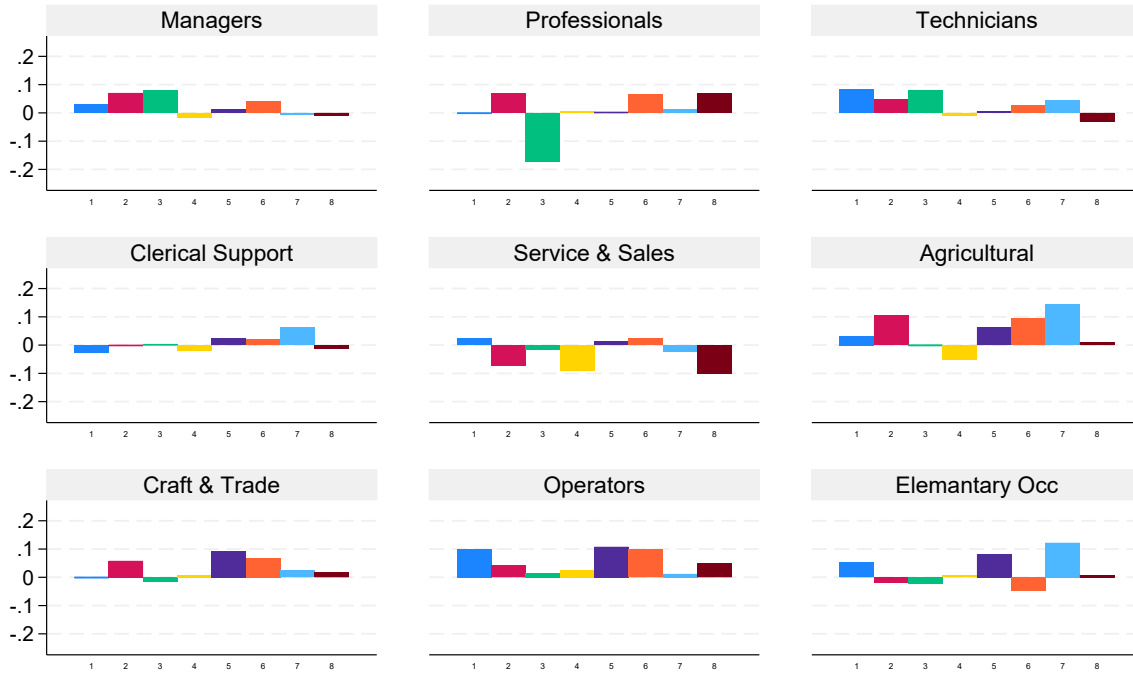 Managers Professionals Technicians
.2
.1
0
-.1
-.2
1 2 3 4 5 6 7 8 1 2 3 4 5 6 7 8 1 2 3 4 5 6 7 8
Clerical Support Service & Sales Agricultural
.2
.1
0
-.1
-.2
1 2 3 4 5 6 7 8 1 2 3 4 5 6 7 8 1 2 3 4 5 6 7 8
Craft & Trade Operators Elemantary Occ
.2
.1
0
-.1
-.2
1 2 3 4 5 6 7 8 1 2 3 4 5 6 7 8 1 2 3 4 5 6 7 8